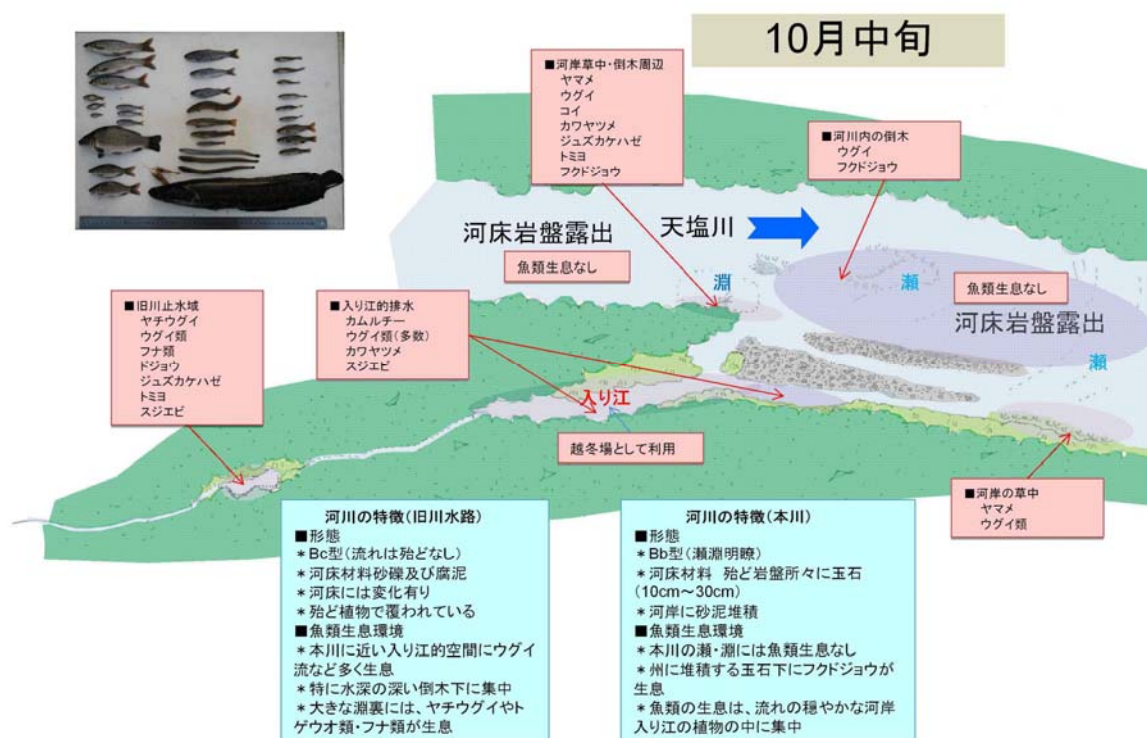 10月中旬
■河岸草中・倒木周辺
ヤマメ
ウグイ
コイ
カワヤツメ
ジュズカケハゼ
トミヨ
フクドジョウ
■河川内の倒木
ウグイ
フクドジョウ
河床岩盤露出
天塩川
魚類生息なし
淵
瀬
魚類生息なし
河床岩盤露出
瀬
■旧川止水域
ヤチウグイ
ウグイ類
フナ類
ドジョウ
ジュズカケハゼ
トミヨ
スジエビ
■入り江的排水
カムルチー
ウグイ類(多数)
カワヤツメ
スジエビ
入り江
越冬場として利用
■河岸の草中
ヤマメ
ウグイ類
河川の特徴(旧川水路)
■形態
＊Bc型(流れは殆どなし)
＊河床材料砂礫及び腐泥
＊河床には変化有り
＊殆ど植物で覆われている
■魚類生息環境
＊本川に近い入り江的空間にウグイ
流など多く生息
＊特に水深の深い倒木下に集中
＊大きな淵裏には、ヤチウグイやト
ゲウオ類・フナ類が生息
河川の特徴(本川)
■形態
＊Bb型(瀬淵明瞭)
＊河床材料　殆ど岩盤所々に玉石
(10cm～30cm)
＊河岸に砂泥堆積
■魚類生息環境
＊本川の瀬・淵には魚類生息なし
＊州に堆積する玉石下にフクドジョウが
生息
＊魚類の生息は、流れの穏やかな河岸
入り江の植物の中に集中